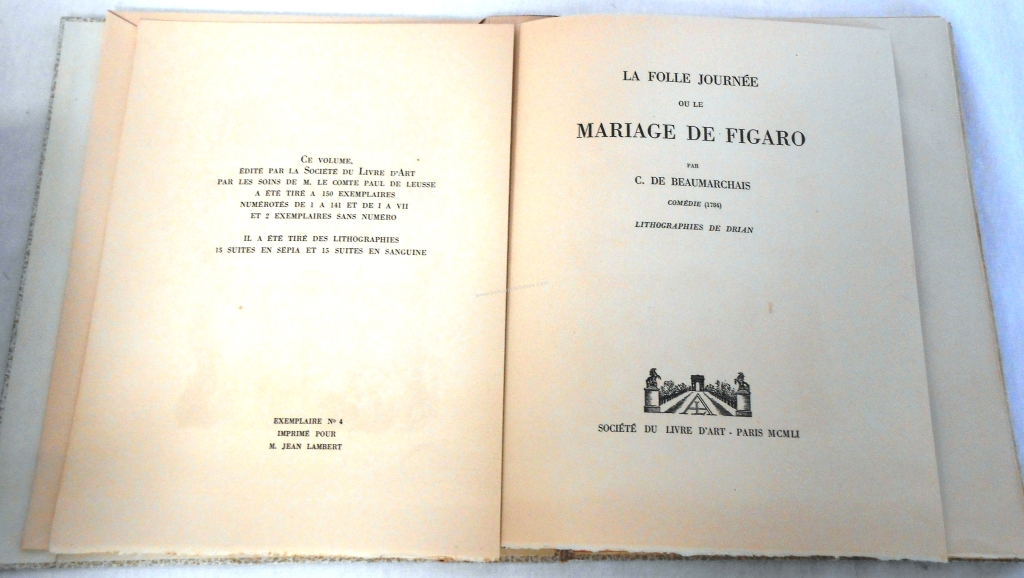 CE VOLUME,
ÉDITÉ PAR LA SOCIÉTÉ DU LIVRE D'ART
PAR LES SOINS DE M. LE COMTE PAUL DE LEUSSE
A ÉTÉ TIRÉ A 150 EXEMPLAIRES
NUMÉROTÉS DE 1 A 141 ET DE I A VII
ET 2 EXEMPLAIRES SANS NUMÉRO
IL A ÉTÉ TIRÉ DES LITHOGRAPHIES
15 SUITES EN SÉPIA ET 15 SUITES EN SANGUINE
EXEMPLAIRE Nº 4
IMPRIMÉ POUR
M. JEAN LAMBERT
LA FOLLE JOURNÉE
OU LE
MARIAGE DE FIGARO
PAR
C. DE BEAUMARCHAIS
COMÉDIE (1784)
LITHOGRAPHIES DE DRIAN
SOCIÉTÉ DU LIVRE D'ART - PARIS MCMLI